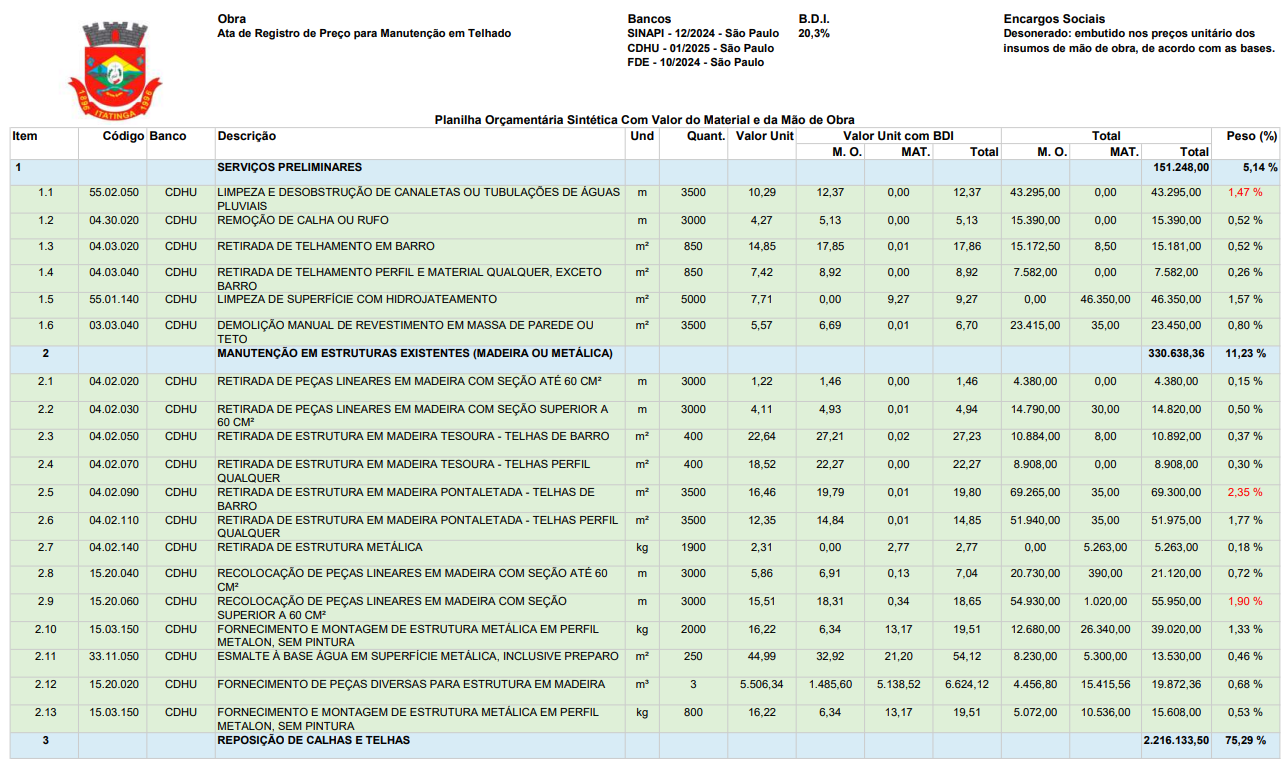 Obra
Bancos
B.D.I.
Encargos Sociais
Ata de Registro de Preço para Manutenção em Telhado
SINAPI - 12/2024 - São Paulo
20,3%
Desonerado: embutido nos preços unitário dos
CDHU - 01/2025 - São Paulo
insumos de mão de obra, de acordo com as bases.
FDE - 10/2024 - São Paulo
1896 ITATINGA 1996
Planilha Orçamentária Sintética Com Valor do Material e da Mão de Obra
Item Código Banco Descrição Und Quant. Valor Unit Valor Unit com BDI Total Peso (%)
M. O. MAT. Total M. O. MAT. Total
1 SERVIÇOS PRELIMINARES 151.248,00 5,14 %
1.1 55.02.050 CDHU LIMPEZA E DESOBSTRUÇÃO DE CANALETAS OU TUBULAÇÕES DE ÁGUAS m 3500 10,29 12,37 0,00 12,37 43.295,00 0,00 43.295,00 1,47 %
PLUVIAIS
1.2 04.30.020 CDHU REMOÇÃO DE CALHA OU RUFO m 3000 4,27 5,13 0,00 5,13 15.390,00 0,00 15.390,00 0,52 %
1.3 04.03.020 CDHU RETIRADA DE TELHAMENTO EM BARRO m² 850 14,85 17,85 0,01 17,86 15.172,50 8,50 15.181,00 0,52 %
1.4 04.03.040 CDHU RETIRADA DE TELHAMENTO PERFIL E MATERIAL QUALQUER, EXCETO m² 850 7,42 8,92 0,00 8,92 7.582,00 0,00 7.582,00 0,26 %
BARRO
1.5 55.01.140 CDHU LIMPEZA DE SUPERFÍCIE COM HIDROJATEAMENTO m² 5000 7,71 0,00 9,27 9,27 0,00 46.350,00 46.350,00 1,57 %
1.6 03.03.040 CDHU DEMOLIÇÃO MANUAL DE REVESTIMENTO EM MASSA DE PAREDE OU m² 3500 5,57 6,69 0,01 6,70 23.415,00 35,00 23.450,00 0,80 %
TETO
2 MANUTENÇÃO EM ESTRUTURAS EXISTENTES (MADEIRA OU METÁLICA) 330.638,36 11,23 %
2.1 04.02.020 CDHU RETIRADA DE PEÇAS LINEARES EM MADEIRA COM SEÇÃO ATÉ 60 CM² m 3000 1,22 1,46 0,00 1,46 4.380,00 0,00 4.380,00 0,15 %
2.2 04.02.030 CDHU RETIRADA DE PEÇAS LINEARES EM MADEIRA COM SEÇÃO SUPERIOR A m 3000 4,11 4,93 0,01 4,94 14.790,00 30,00 14.820,00 0,50 %
60 CM²
2.3 04.02.050 CDHU RETIRADA DE ESTRUTURA EM MADEIRA TESOURA - TELHAS DE BARRO m² 400 22,64 27,21 0,02 27,23 10.884,00 8,00 10.892,00 0,37 %
2.4 04.02.070 CDHU RETIRADA DE ESTRUTURA EM MADEIRA TESOURA - TELHAS PERFIL m² 400 18,52 22,27 0,00 22,27 8.908,00 0,00 8.908,00 0,30 %
QUALQUER
2.5 04.02.090 CDHU RETIRADA DE ESTRUTURA EM MADEIRA PONTALETADA - TELHAS DE m² 3500 16,46 19,79 0,01 19,80 69.265,00 35,00 69.300,00 2,35 %
BARRO
2.6 04.02.110 CDHU RETIRADA DE ESTRUTURA EM MADEIRA PONTALETADA - TELHAS PERFIL m² 3500 12,35 14,84 0,01 14,85 51.940,00 35,00 51.975,00 1,77 %
QUALQUER
2.7 04.02.140 CDHU RETIRADA DE ESTRUTURA METÁLICA kg 1900 2,31 0,00 2,77 2,77 0,00 5.263,00 5.263,00 0,18 %
2.8 15.20.040 CDHU RECOLOCAÇÃO DE PEÇAS LINEARES EM MADEIRA COM SEÇÃO ATÉ 60 m 3000 5,86 6,91 0,13 7,04 20.730,00 390,00 21.120,00 0,72 %
CM²
2.9 15.20.060 CDHU RECOLOCAÇÃO DE PEÇAS LINEARES EM MADEIRA COM SEÇÃO m 3000 15,51 18,31 0,34 18,65 54.930,00 1.020,00 55.950,00 1,90 %
SUPERIOR A 60 CM²
2.10 15.03.150 CDHU FORNECIMENTO E MONTAGEM DE ESTRUTURA METÁLICA EM PERFIL kg 2000 16,22 6,34 13,17 19,51 12.680,00 26.340,00 39.020,00 1,33 %
METALON, SEM PINTURA
2.11 33.11.050 CDHU ESMALTE À BASE ÁGUA EM SUPERFÍCIE METÁLICA, INCLUSIVE PREPARO m² 250 44,99 32,92 21,20 54,12 8.230,00 5.300,00 13.530,00 0,46 %
2.12 15.20.020 CDHU FORNECIMENTO DE PEÇAS DIVERSAS PARA ESTRUTURA EM MADEIRA m³ 3 5.506,34 1.485,60 5.138,52 6.624,12 4.456,80 15.415,56 19.872,36 0,68 %
2.13 15.03.150 CDHU FORNECIMENTO E MONTAGEM DE ESTRUTURA METÁLICA EM PERFIL kg 800 16,22 6,34 13,17 19,51 5.072,00 10.536,00 15.608,00 0,53 %
METALON, SEM PINTURA
3 REPOSIÇÃO DE CALHAS E TELHAS 2.216.133,50 75,29 %